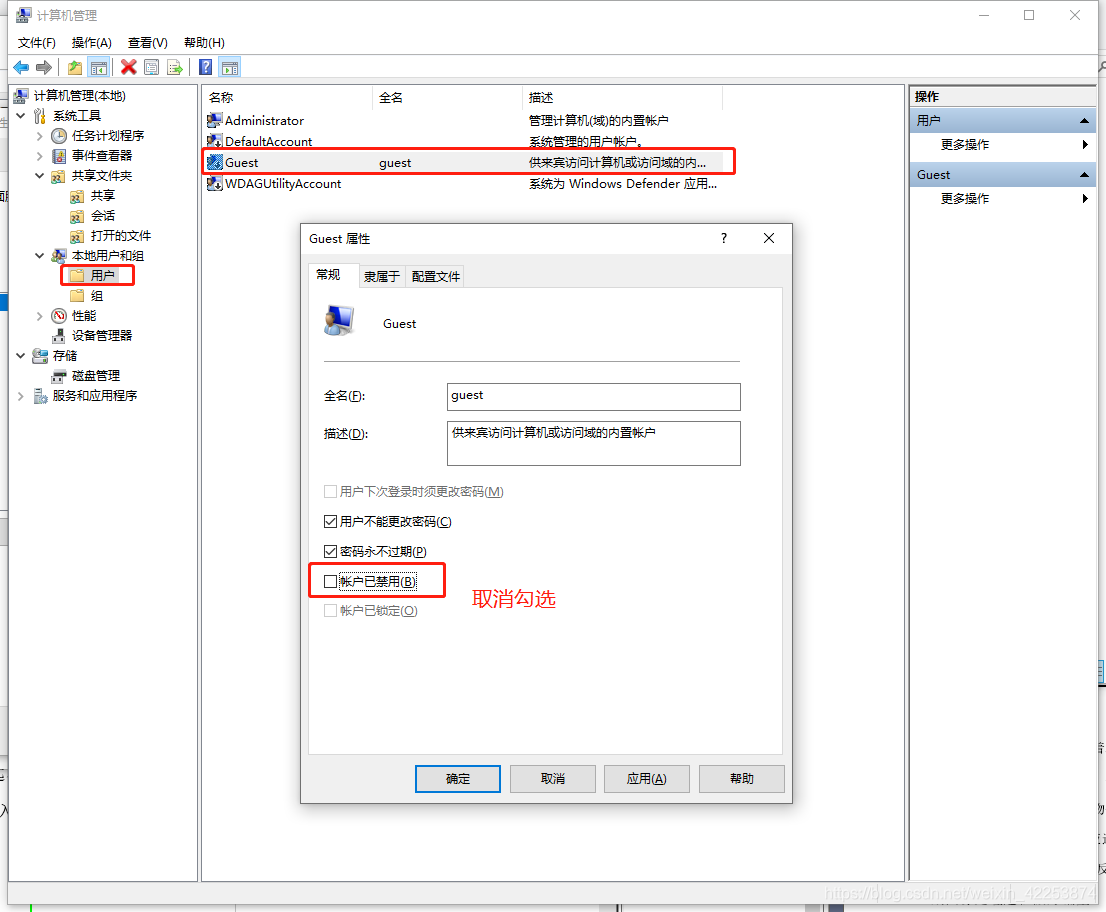 计算机管理
文件(F) 操作(A) 查看(V) 帮助(H)
计算机管理(本地)
系统工具
任务计划程序
事件查看器
共享文件夹
共享
会话
打开的文件
本地用户和组
用户
组
性能
设备管理器
存储
磁盘管理
服务和应用程序
名称 全名 描述
Administrator 管理计算机(域)的内置帐户
DefaultAccount 系统管理的用户帐户。
Guest guest 供来宾访问计算机或访问域的内...
WDAGUtilityAccount 系统为 Windows Defender 应用...
操作
用户
更多操作
Guest
更多操作
Guest 属性
常规 隶属于 配置文件
Guest
全名(F): guest
描述(D): 供来宾访问计算机或访问域的内置帐户
用户下次登录时须更改密码(M)
用户不能更改密码(C)
密码永不过期(P)
帐户已禁用(B)
取消勾选
帐户已锁定(O)
确定 取消 应用(A) 帮助
https://blog.csdn.net/weixin_42253874